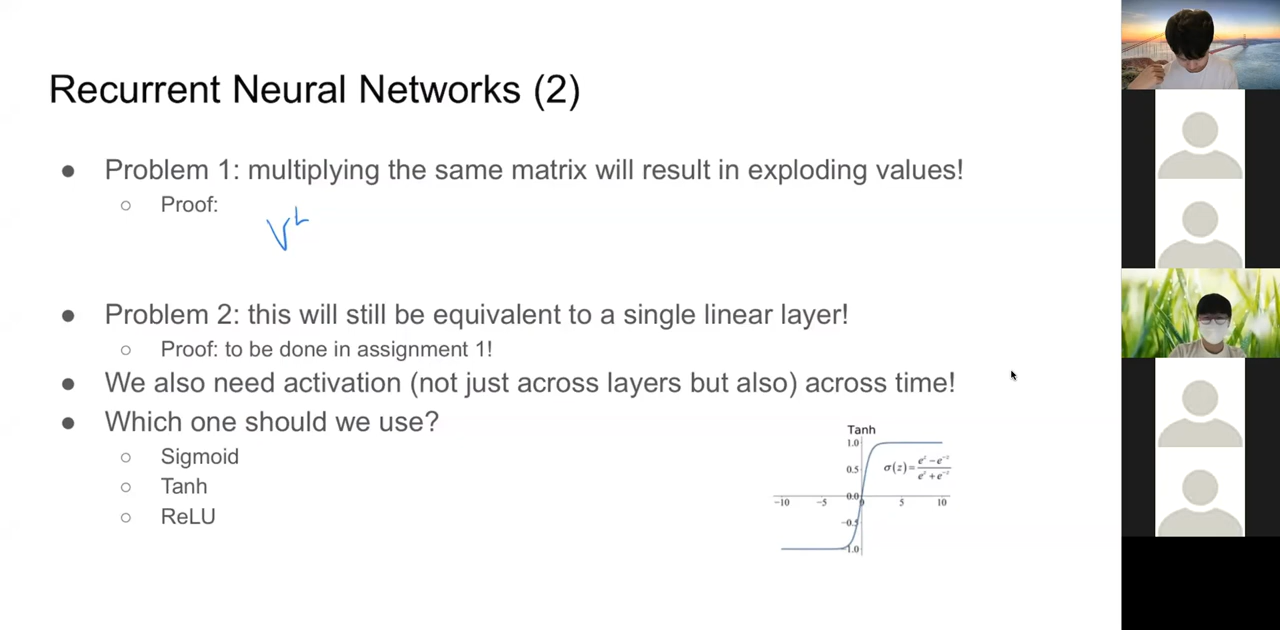 Recurrent Neural Networks (2)
● Problem 1: multiplying the same matrix will result in exploding values!
○ Proof:
V^L
● Problem 2: this will still be equivalent to a single linear layer!
○ Proof: to be done in assignment 1!
● We also need activation (not just across layers but also) across time!
● Which one should we use?
○ Sigmoid
○ Tanh
○ ReLU
Tanh
1.0
0.5
0.0
-0.5
-1.0
-10 -5 0 5 10
σ(z)= (e^z − e^-z) / (e^z + e^-z)